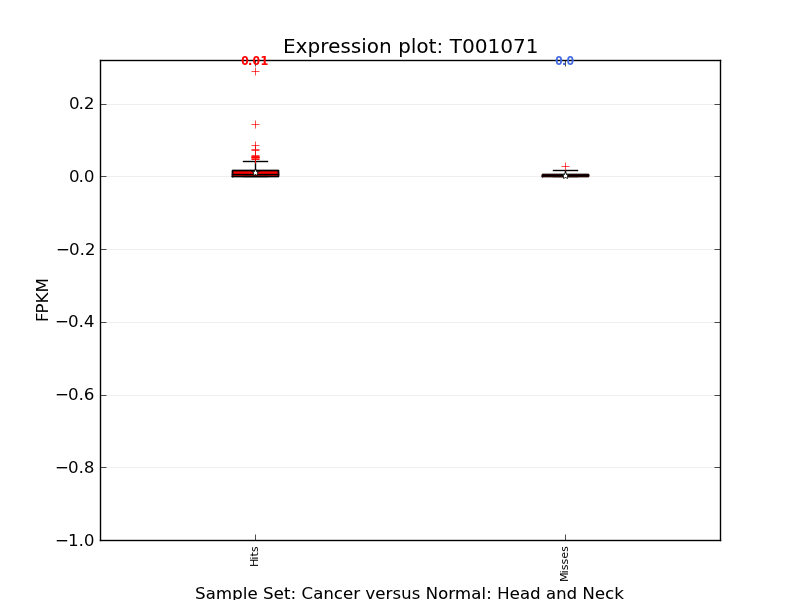 Expression plot: T001071
0.01
0.0
0.2
0.0
−0.2
−0.4
−0.6
−0.8
−1.0
FPKM
Hits
Misses
Sample Set: Cancer versus Normal: Head and Neck